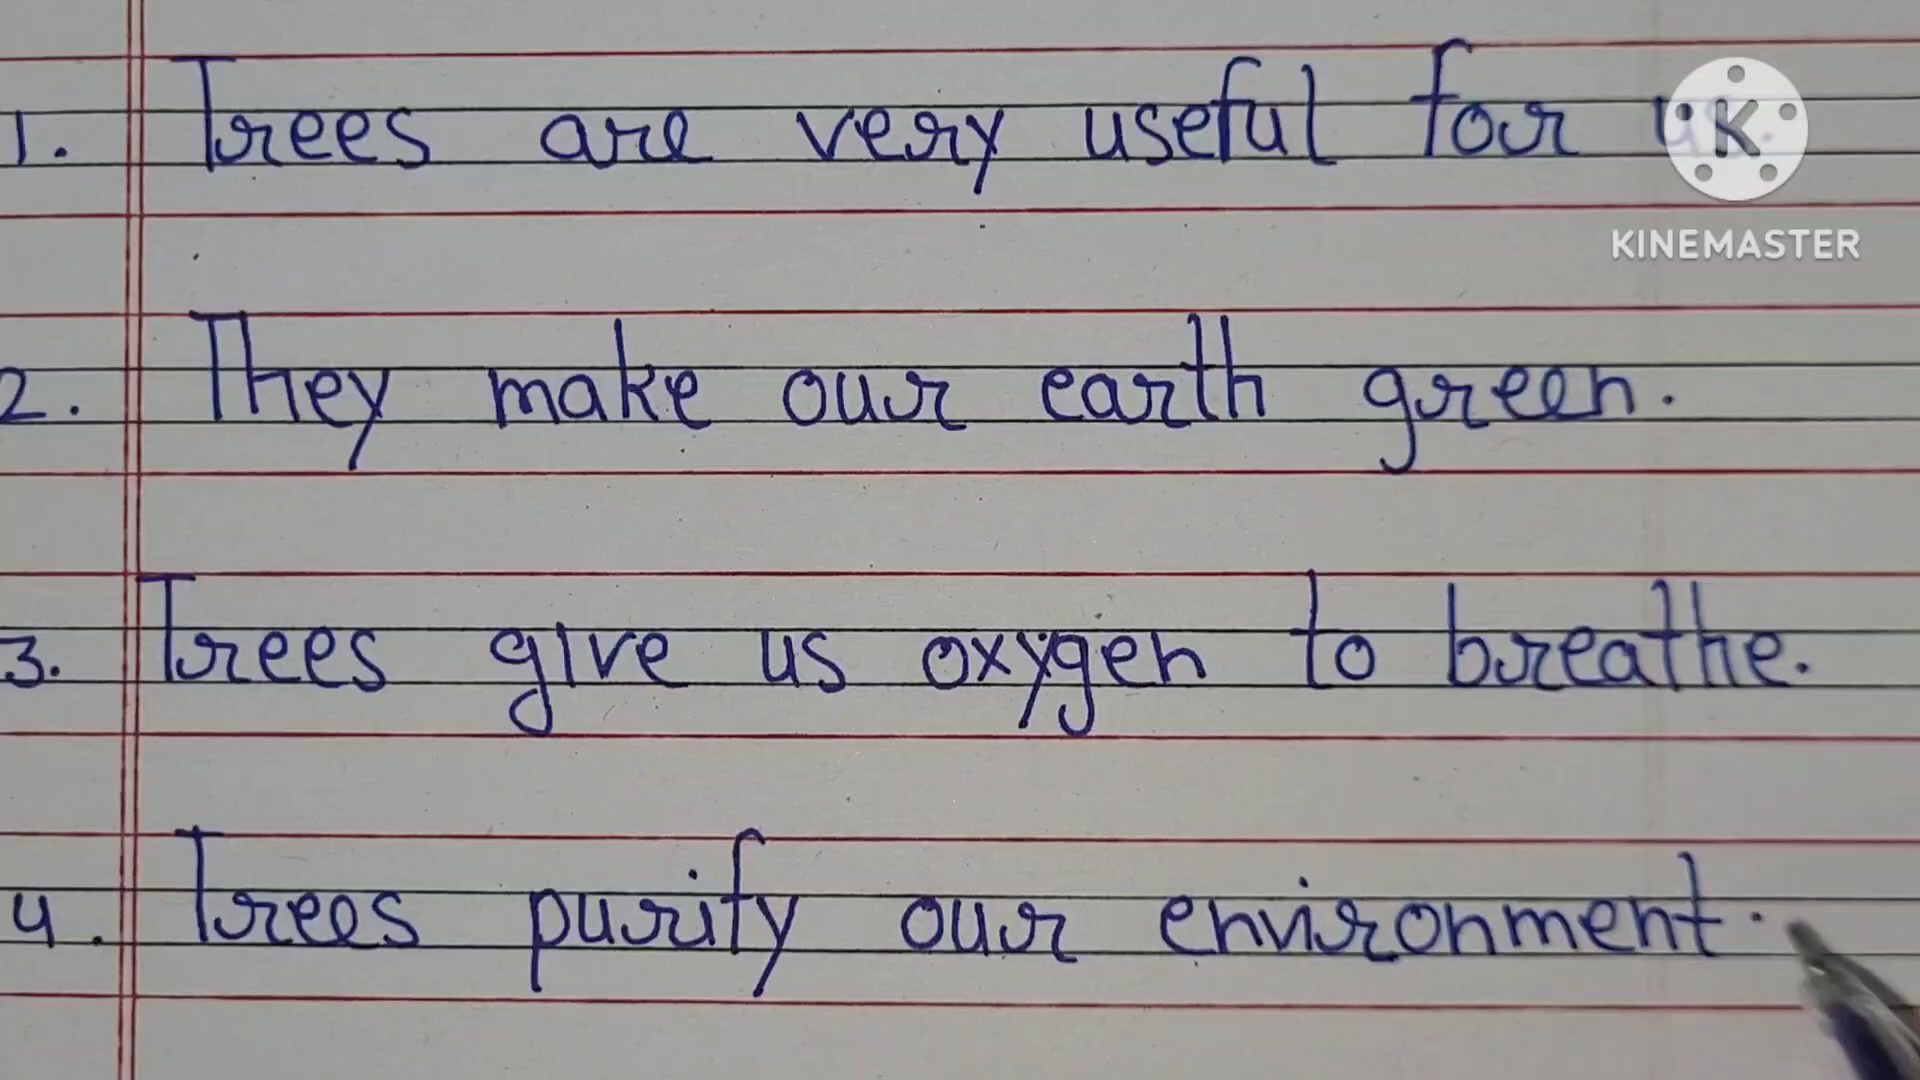 1. Trees are very useful for us.
KINEMASTER
2. They make our earth green.
3. Trees give us oxygen to breathe.
4. Trees purify our environment.